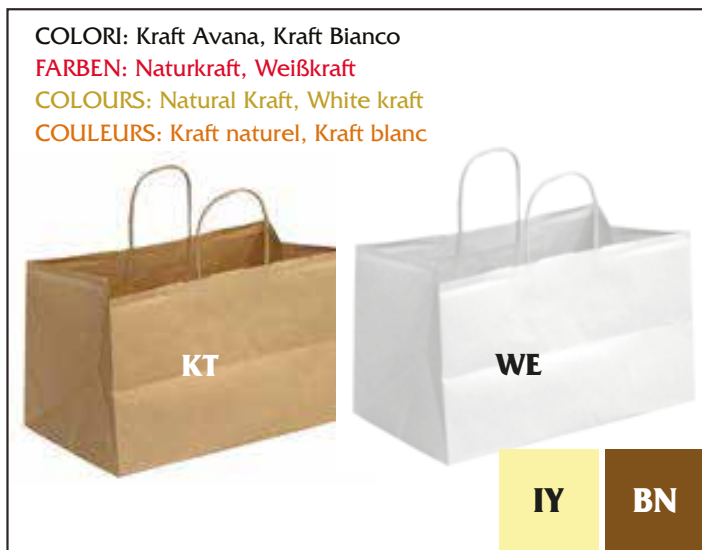 COLORI: Kraft Avana, Kraft Bianco
FARBEN: Naturkraft, Weißkraft
COLOURS: Natural Kraft, White kraft
COULEURS: Kraft naturel, Kraft blanc
KT
WE
IY
BN